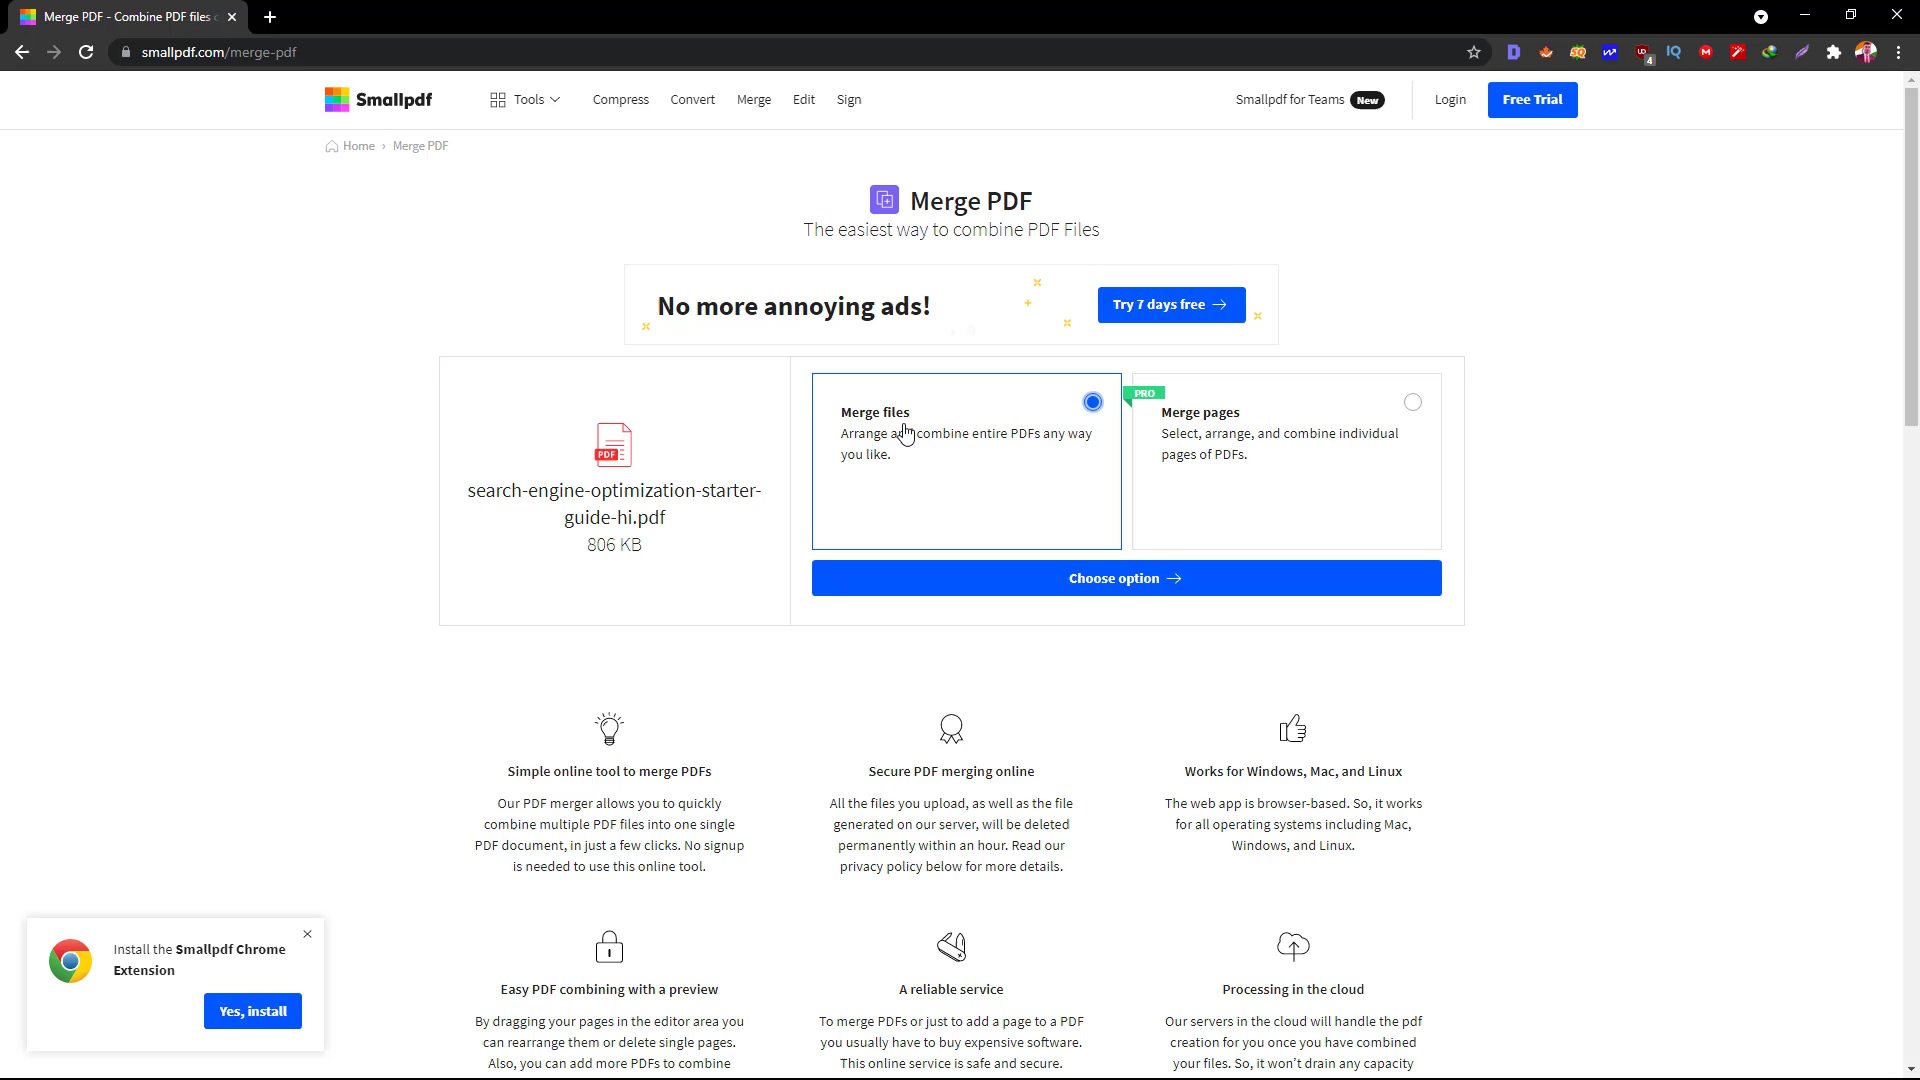 Merge PDF - Combine PDF files
smallpdf.com/merge-pdf
4
Smallpdf
Tools
Compress
Convert
Merge
Edit
Sign
Smallpdf for Teams New
Login
Free Trial
Home › Merge PDF
Merge PDF
The easiest way to combine PDF Files
No more annoying ads!
Try 7 days free →
PDF
search-engine-optimization-starter-
guide-hi.pdf
806 KB
Merge files
Arrange and combine entire PDFs any way
you like.
PRO
Merge pages
Select, arrange, and combine individual
pages of PDFs.
Choose option →
Simple online tool to merge PDFs
Our PDF merger allows you to quickly
combine multiple PDF files into one single
PDF document, in just a few clicks. No signup
is needed to use this online tool.
Secure PDF merging online
All the files you upload, as well as the file
generated on our server, will be deleted
permanently within an hour. Read our
privacy policy below for more details.
Works for Windows, Mac, and Linux
The web app is browser-based. So, it works
for all operating systems including Mac,
Windows, and Linux.
Easy PDF combining with a preview
By dragging your pages in the editor area you
can rearrange them or delete single pages.
Also, you can add more PDFs to combine
A reliable service
To merge PDFs or just to add a page to a PDF
you usually have to buy expensive software.
This online service is safe and secure.
Processing in the cloud
Our servers in the cloud will handle the pdf
creation for you once you have combined
your files. So, it won't drain any capacity
Install the Smallpdf Chrome
Extension
Yes, install